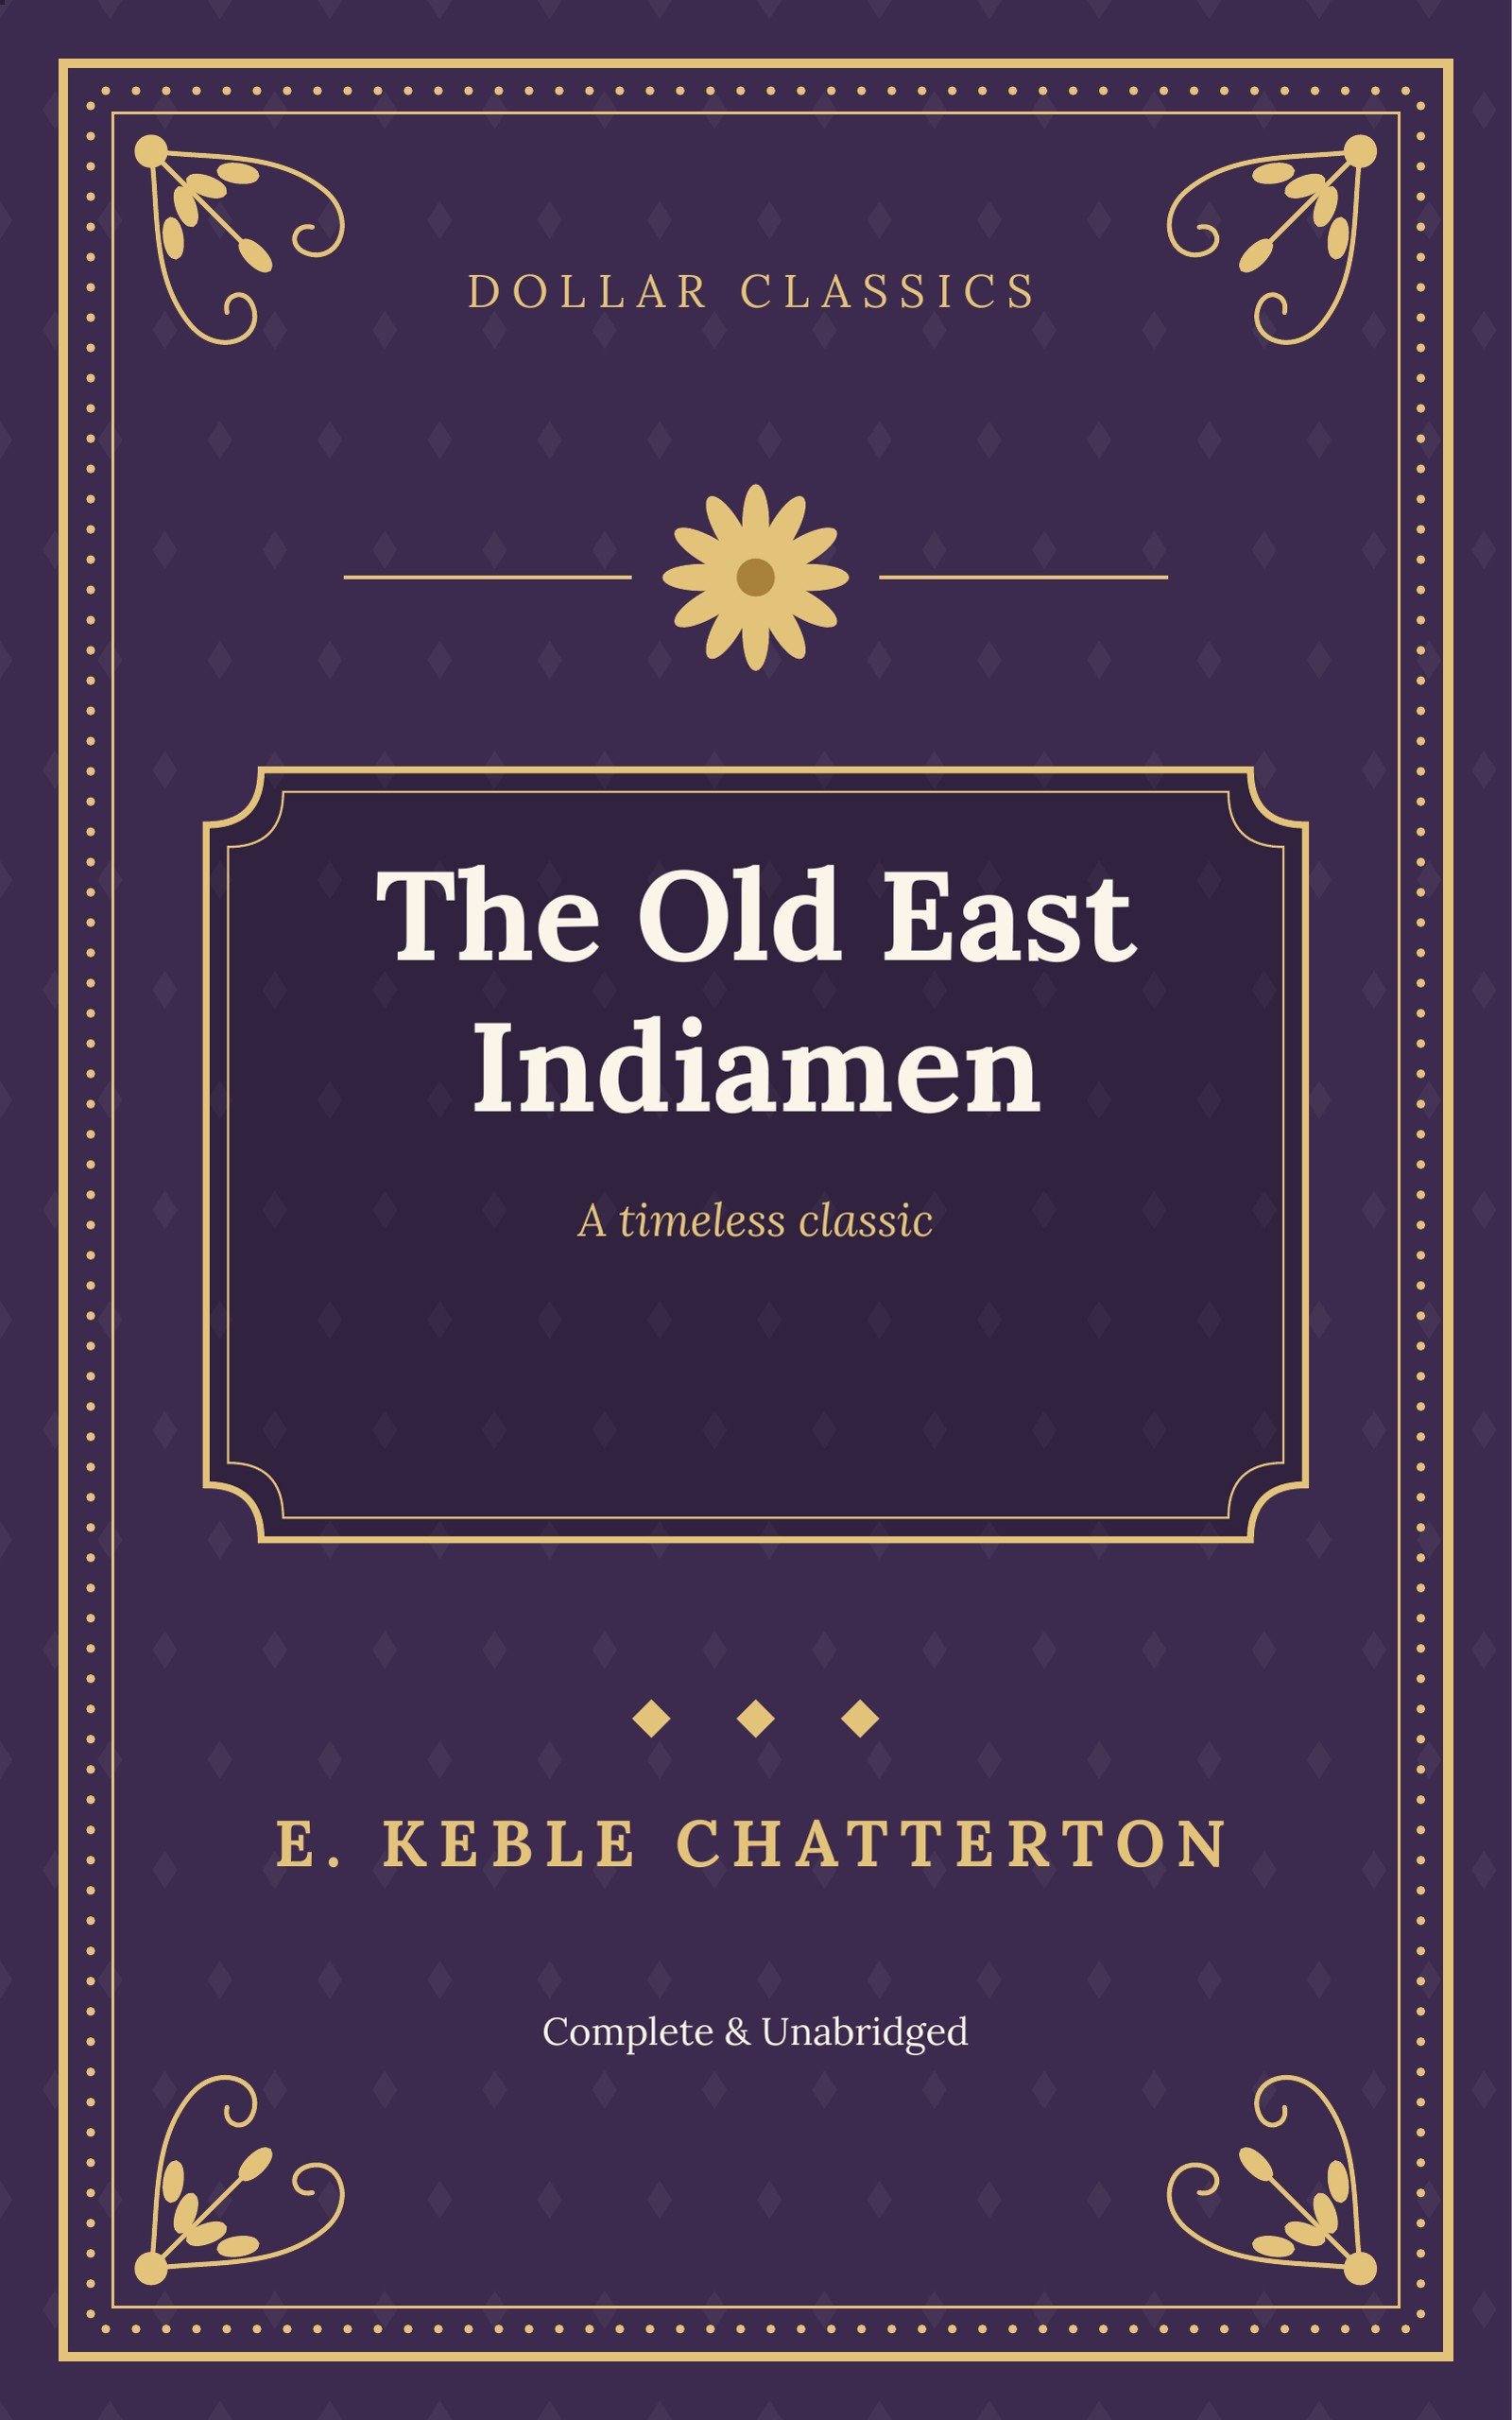 DOLLAR CLASSICS
The Old East
Indiamen
A timeless classic
E. KEBLE CHATTERTON
Complete & Unabridged